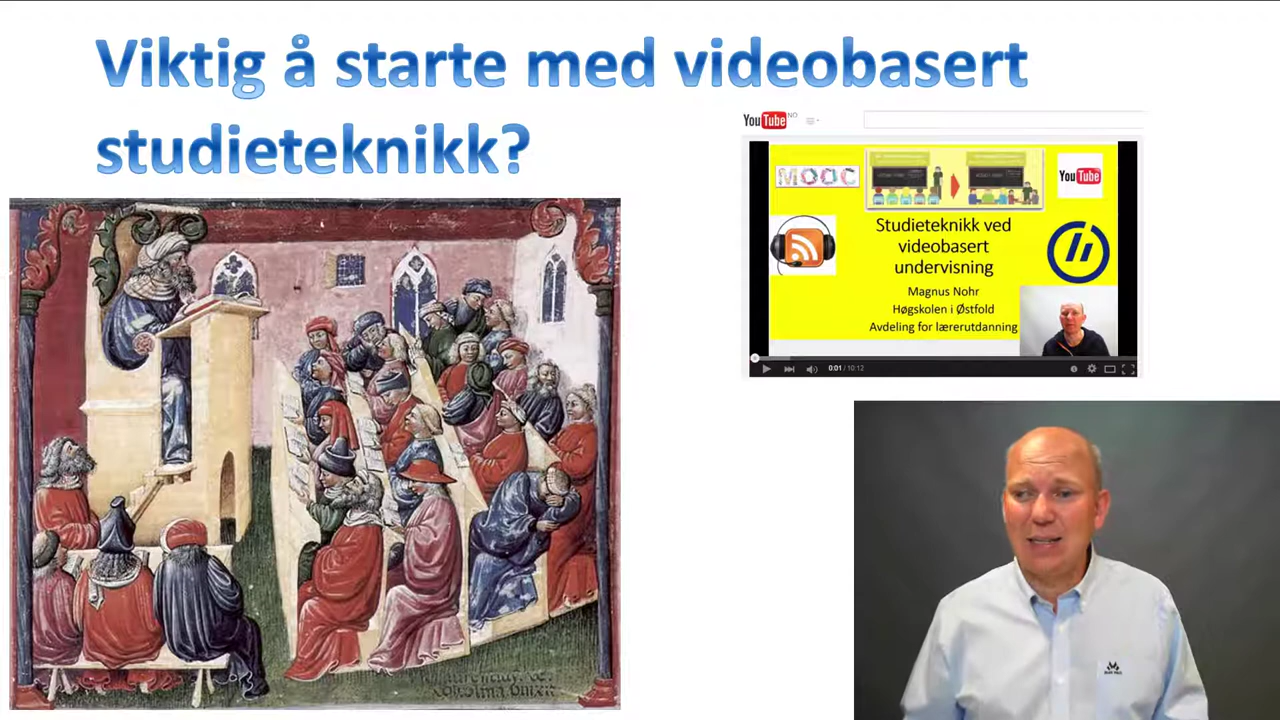 Viktig å starte med videobasert
studieteknikk?
YouTube NO
MOOC
YouTube
Studieteknikk ved
videobasert
undervisning
Magnus Nohr
Høgskolen i Østfold
Avdeling for lærerutdanning
0:01 / 10:12